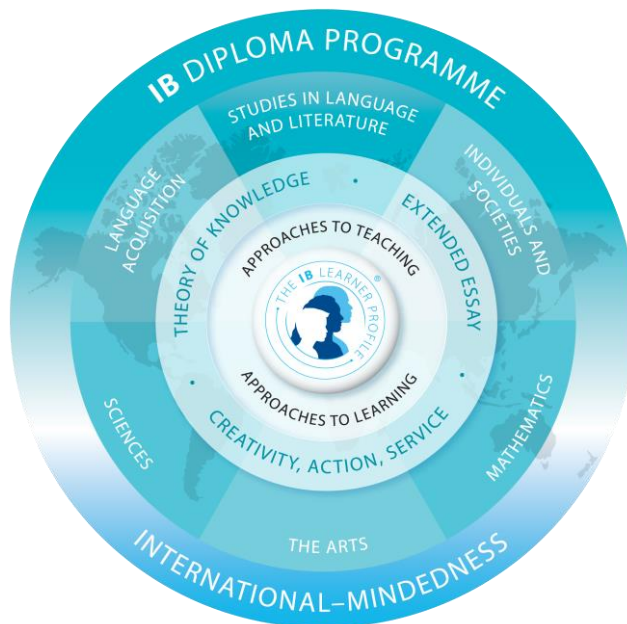 IB DIPLOMA PROGRAMME
STUDIES IN LANGUAGE
AND LITERATURE
LANGUAGE
ACQUISITION
INDIVIDUALS AND
SOCIETIES
THEORY OF KNOWLEDGE
EXTENDED ESSAY
APPROACHES TO TEACHING
THE IB LEARNER PROFILE
®
APPROACHES TO LEARNING
CREATIVITY, ACTION, SERVICE
SCIENCES
MATHEMATICS
THE ARTS
INTERNATIONAL–MINDEDNESS